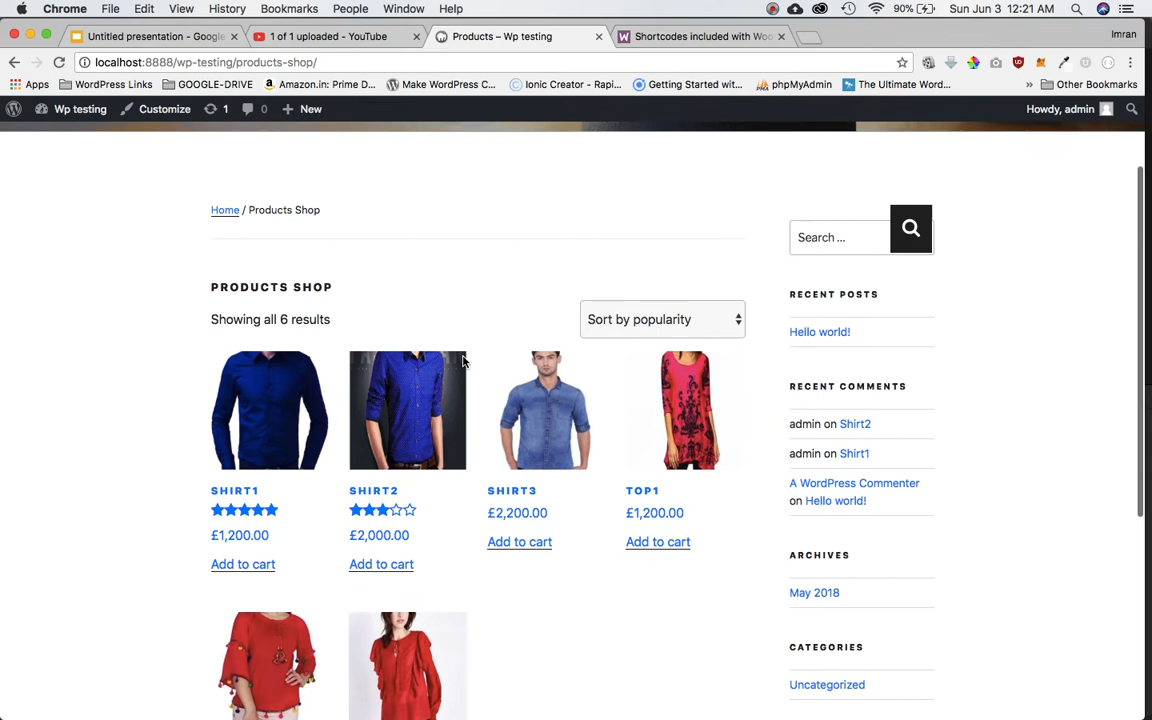 Chrome File Edit View History Bookmarks People Window Help 90% Sun Jun 3 12:21 AM
Untitled presentation - Google 1 of 1 uploaded - YouTube Products – Wp testing Shortcodes included with Woo Imran
localhost:8888/wp-testing/products-shop/
Apps WordPress Links GOOGLE-DRIVE Amazon.in: Prime D... Make WordPress C... Ionic Creator - Rapi... Getting Started wit... phpMyAdmin The Ultimate Wor... » Other Bookmarks
Wp testing Customize 1 0 New Howdy, admin
Home / Products Shop
Search …
PRODUCTS SHOP
Showing all 6 results
Sort by popularity
SHIRT1
£1,200.00
Add to cart
SHIRT2
£2,000.00
Add to cart
SHIRT3
£2,200.00
Add to cart
TOP1
£1,200.00
Add to cart
RECENT POSTS
Hello world!
RECENT COMMENTS
admin on Shirt2
admin on Shirt1
A WordPress Commenter
on Hello world!
ARCHIVES
May 2018
CATEGORIES
Uncategorized